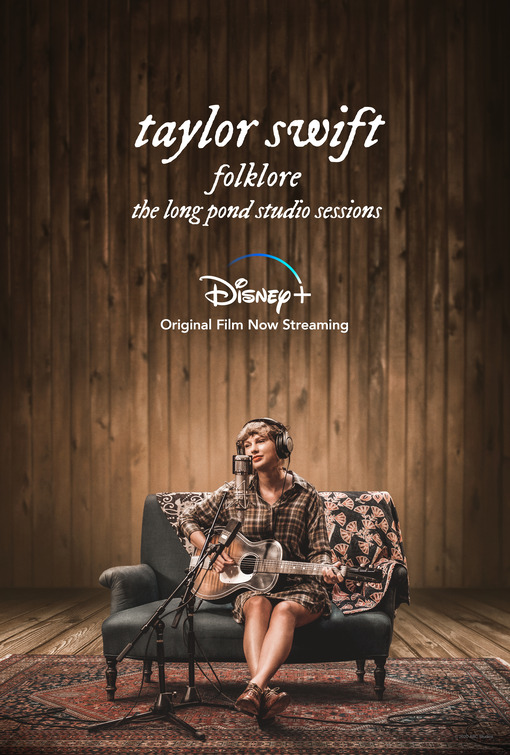 taylor swift
folklore
the long pond studio sessions
Disney+
Original Film Now Streaming